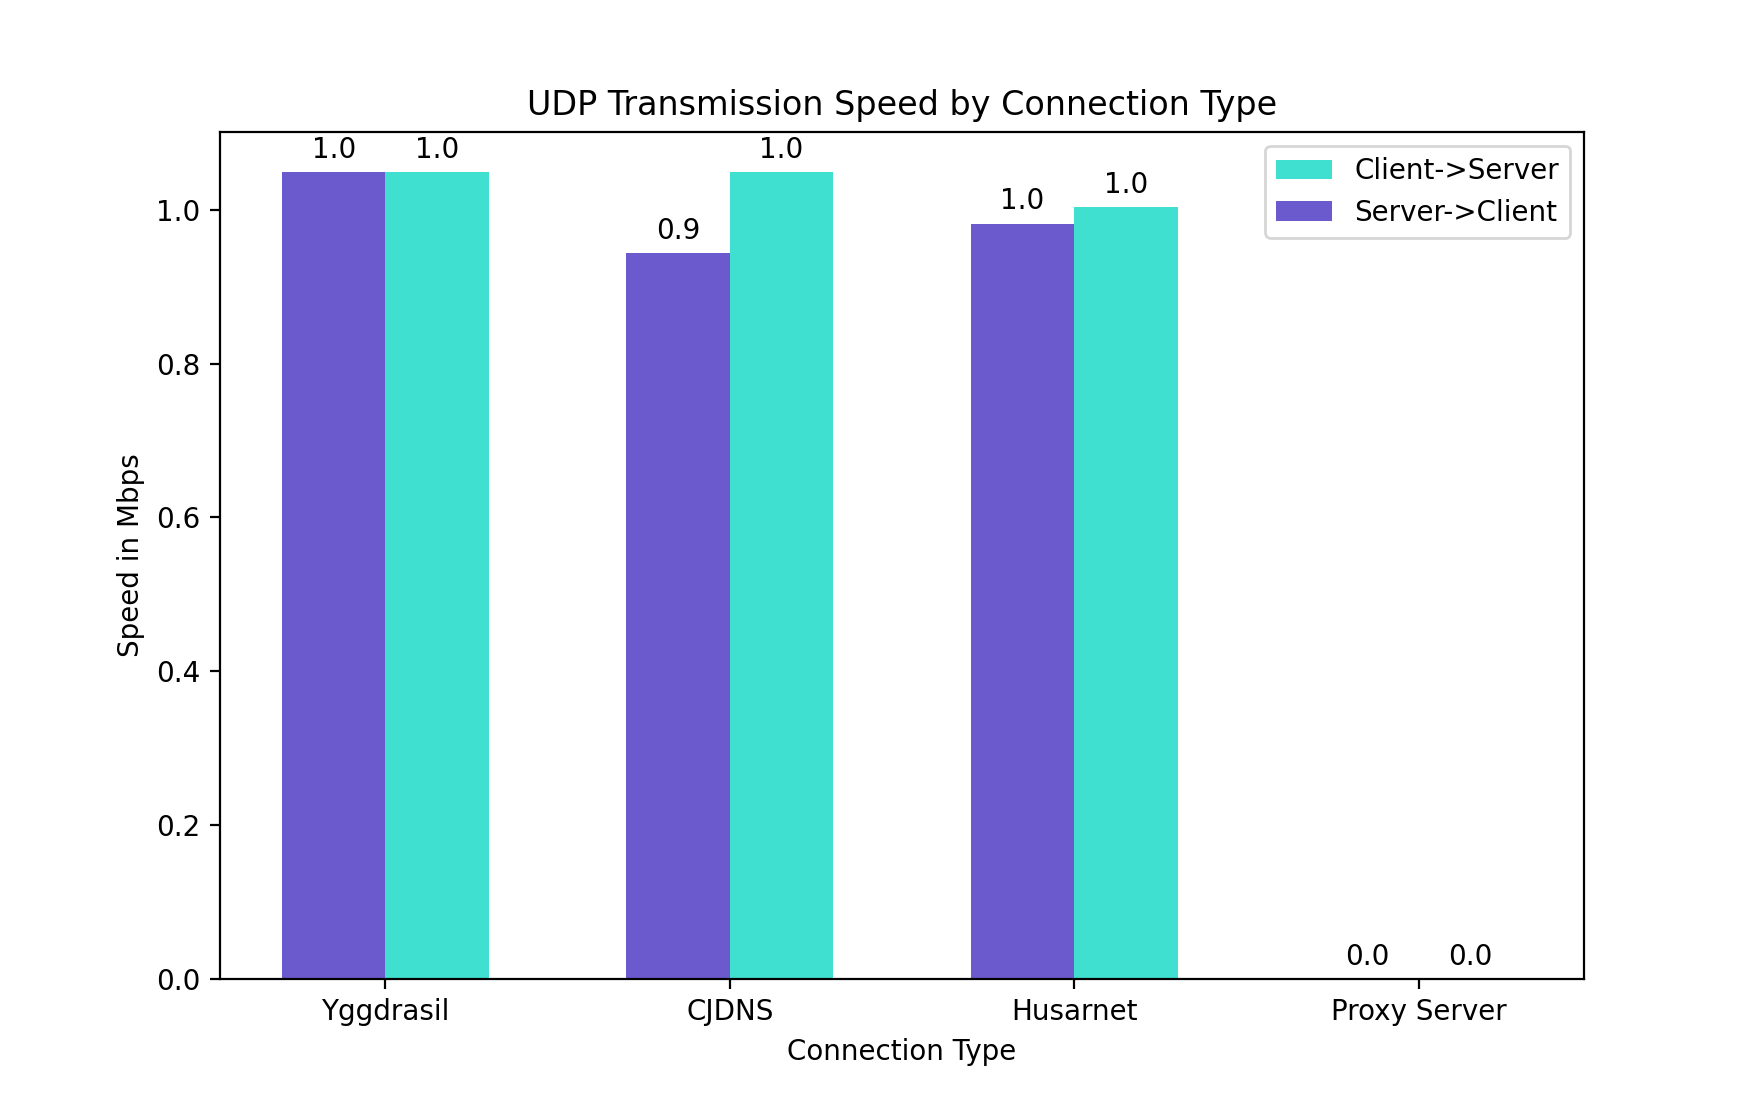 UDP Transmission Speed by Connection Type
1.0 1.0 0.9 1.0 1.0 1.0 0.0 0.0
Client->Server
Server->Client
Speed in Mbps
1.0
0.8
0.6
0.4
0.2
0.0
Yggdrasil CJDNS Husarnet Proxy Server
Connection Type